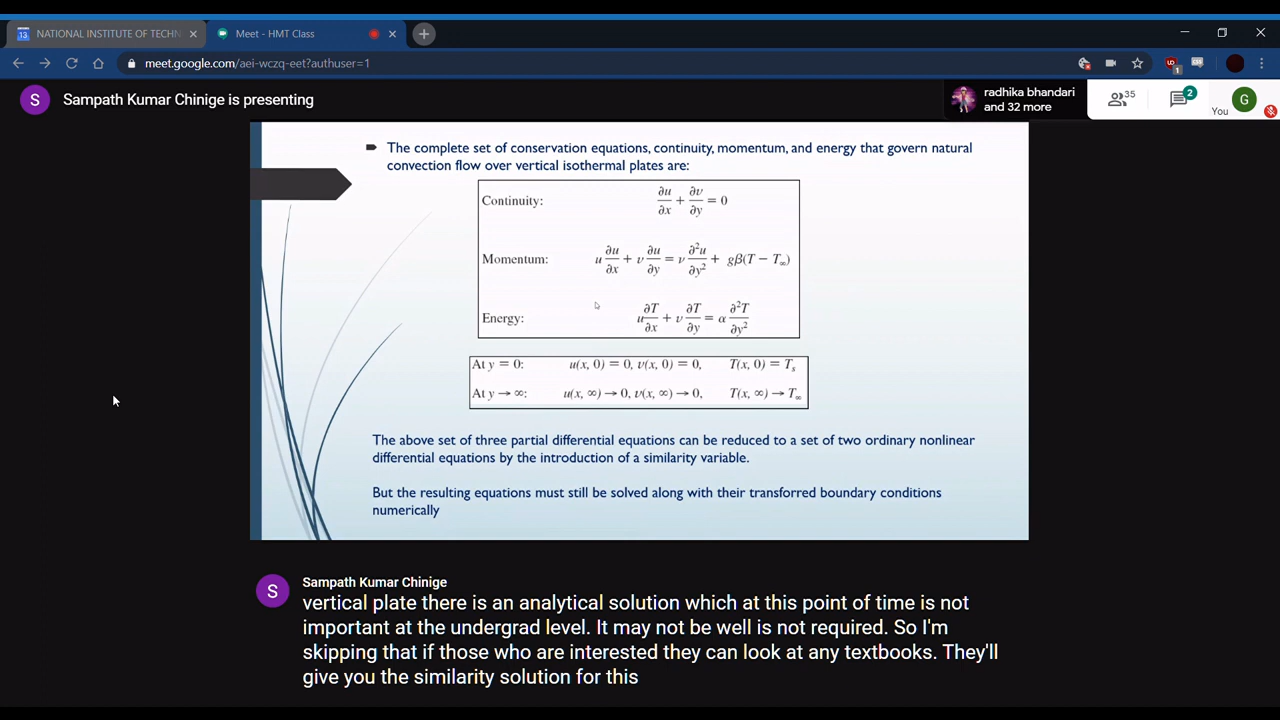 13 NATIONAL INSTITUTE OF TECHN
Meet - HMT Class
meet.google.com/aei-wczq-eet?authuser=1
UD 1
S Sampath Kumar Chinige is presenting
radhika bhandari
and 32 more
35
2
You G
The complete set of conservation equations, continuity, momentum, and energy that govern natural
convection flow over vertical isothermal plates are:
Continuity: ∂u/∂x + ∂υ/∂y = 0
Momentum: u ∂u/∂x + ν ∂u/∂y = ν ∂²u/∂y² + gβ(T − T∞)
Energy: u ∂T/∂x + ν ∂T/∂y = α ∂²T/∂y²
At y = 0: u(x, 0) = 0, ν(x, 0) = 0, T(x, 0) = Ts
At y → ∞: u(x, ∞) → 0, ν(x, ∞) → 0, T(x, ∞) → T∞
The above set of three partial differential equations can be reduced to a set of two ordinary nonlinear
differential equations by the introduction of a similarity variable.
But the resulting equations must still be solved along with their transferred boundary conditions
numerically
S Sampath Kumar Chinige
vertical plate there is an analytical solution which at this point of time is not
important at the undergrad level. It may not be well is not required. So I'm
skipping that if those who are interested they can look at any textbooks. They'll
give you the similarity solution for this